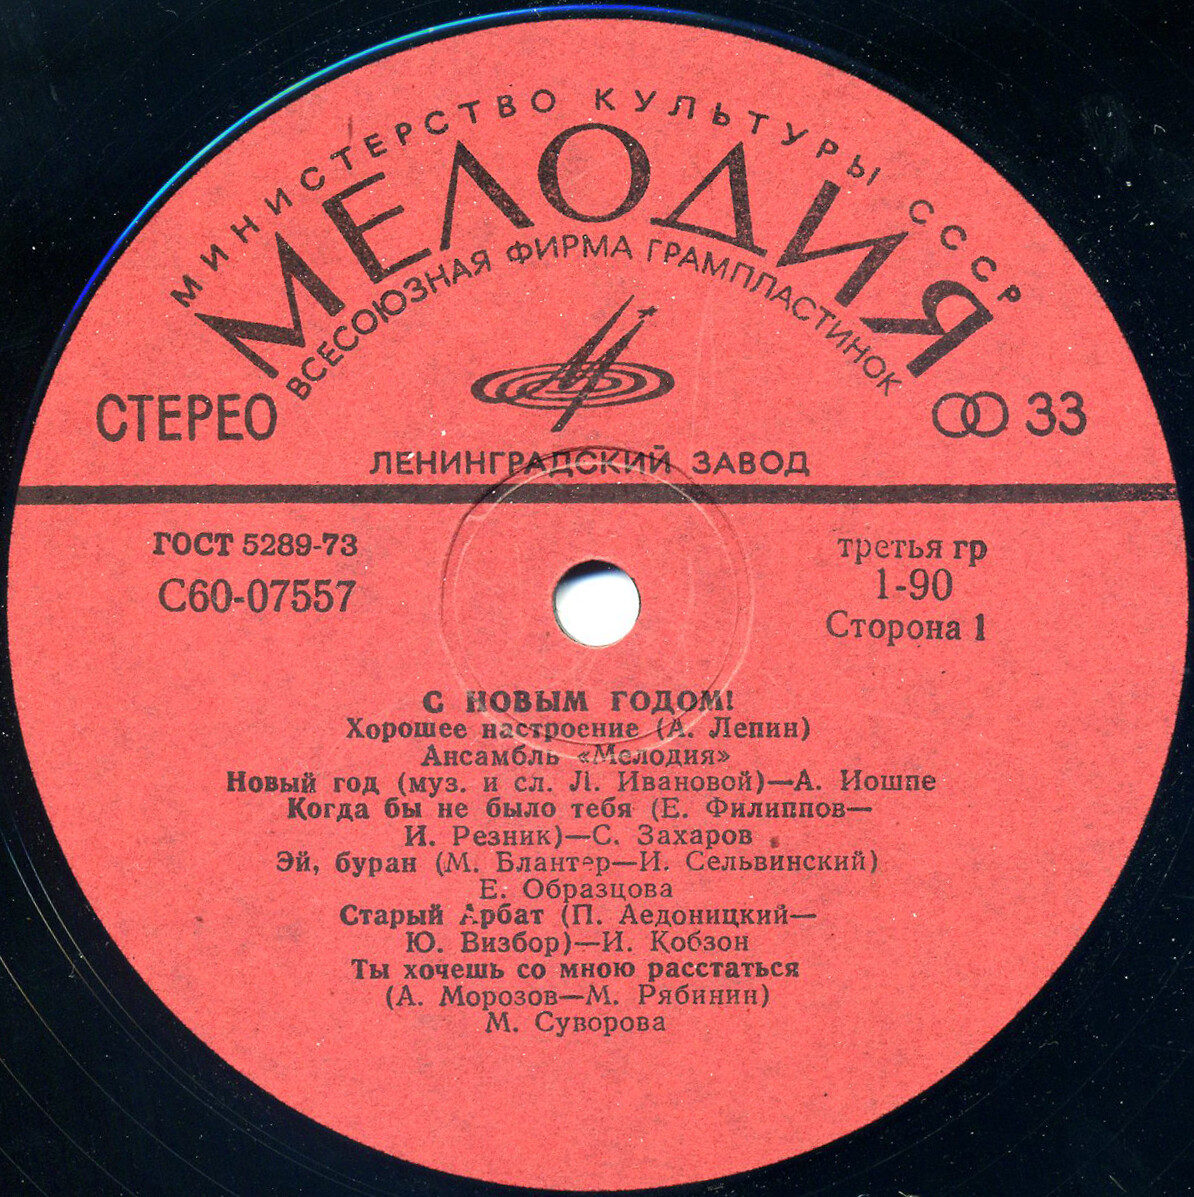 МИНИСТЕРСТВО КУЛЬТУРЫ СССР
МЕЛОДИЯ
ВСЕСОЮЗНАЯ ФИРМА ГРАМПЛАСТИНОК
СТЕРЕО
33
ЛЕНИНГРАДСКИЙ ЗАВОД
ГОСТ 5289-73
С60-07557
третья гр
1-90
Сторона 1
С НОВЫМ ГОДОМ!
Хорошее настроение (А. Лепин)
Ансамбль «Мелодия»
Новый год (муз. и сл. Л. Ивановой)—А. Иошпе
Когда бы не было тебя (Е. Филиппов—
И. Резник)—С. Захаров
Эй, буран (М. Блантер—И. Сельвинский)
Е. Образцова
Старый Арбат (П. Аедоницкий—
Ю. Визбор)—И. Кобзон
Ты хочешь со мною расстаться
(А. Морозов—М. Рябинин)
М. Суворова